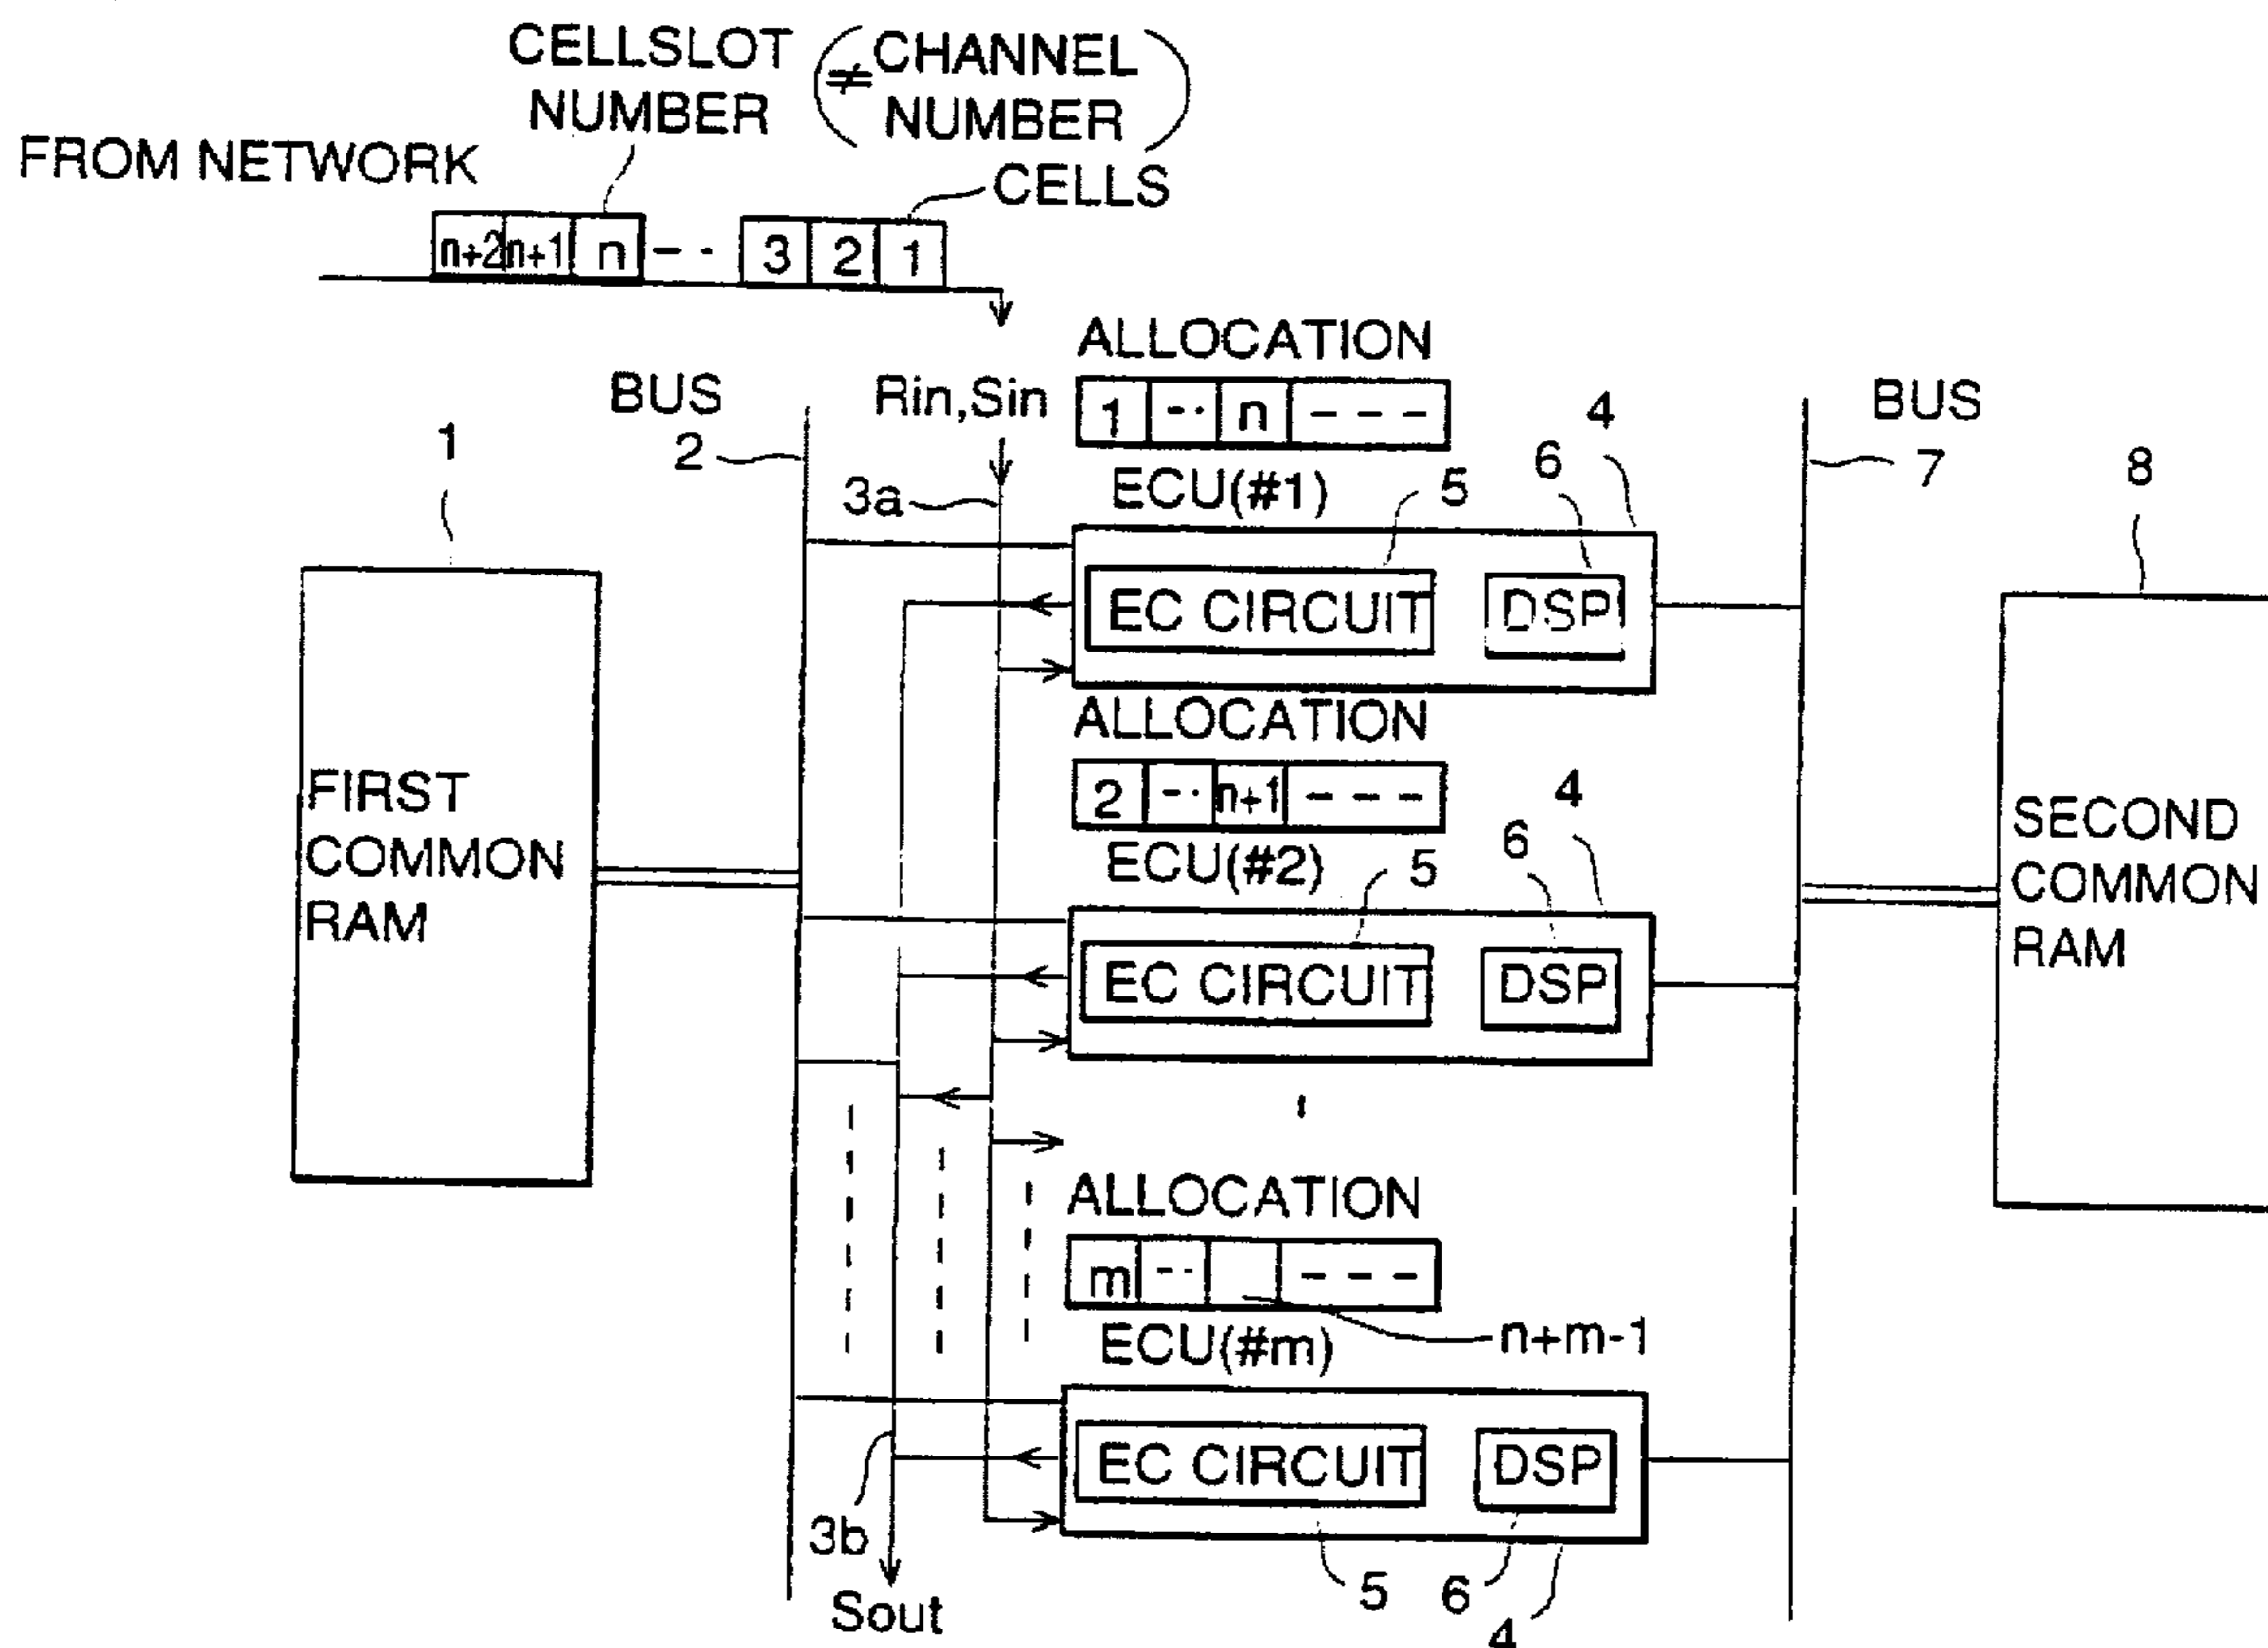 CELLSLOT
NUMBER
(≠CHANNEL
NUMBER)
FROM NETWORK
CELLS
n+2 n+1 n -- 3 2 1
ALLOCATION
BUS
2
Rin,Sin
1 -- n ---
BUS
7
1
3a
ECU(#1)
5
6
4
8
EC CIRCUIT
DSP
ALLOCATION
2 -- n+1 ---
FIRST
COMMON
RAM
ECU(#2)
5
6
4
SECOND
COMMON
RAM
EC CIRCUIT
DSP
ALLOCATION
m -- ---
ECU(#m)
n+m-1
EC CIRCUIT
DSP
3b
5
6
4
Sout